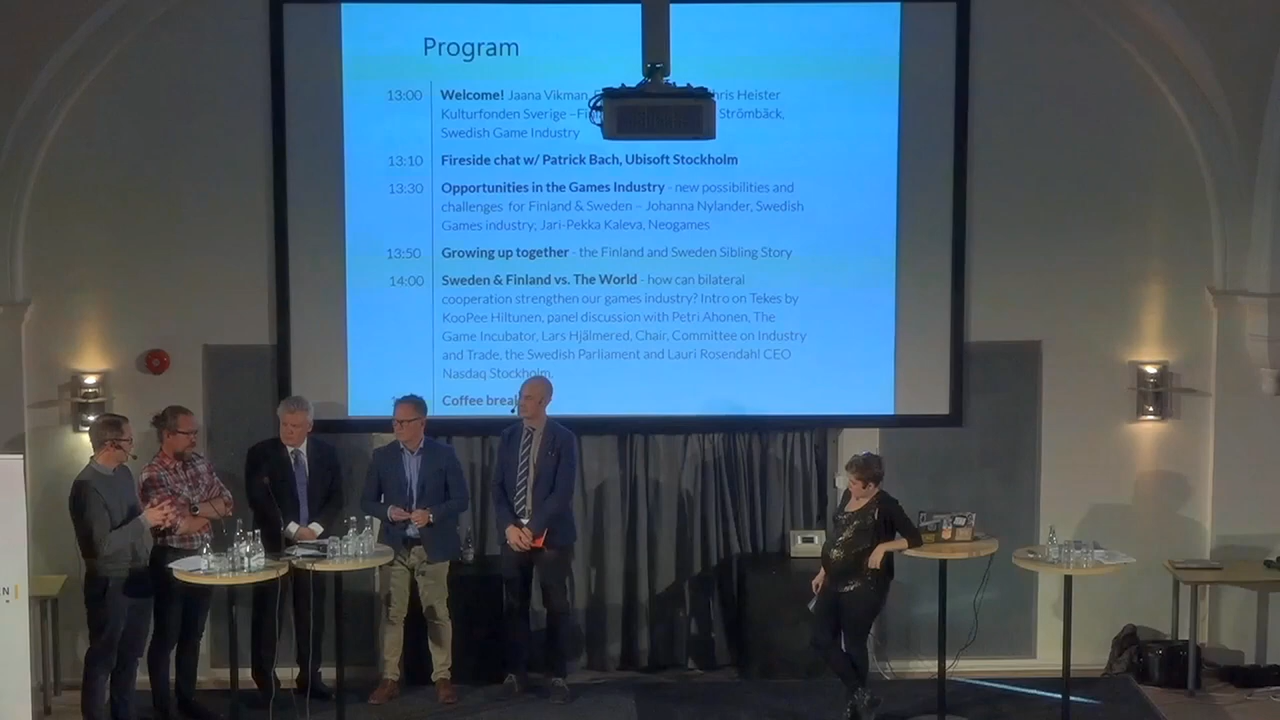 Program
13:00 Welcome! Jaana Vikman, hris Heister
Kulturfonden Sverige –Fin Strömbäck,
Swedish Game Industry
13:10 Fireside chat w/ Patrick Bach, Ubisoft Stockholm
13:30 Opportunities in the Games Industry - new possibilities and
challenges for Finland & Sweden – Johanna Nylander, Swedish
Games industry; Jari-Pekka Kaleva, Neogames
13:50 Growing up together - the Finland and Sweden Sibling Story
14:00 Sweden & Finland vs. The World - how can bilateral
cooperation strengthen our games industry? Intro on Tekes by
KooPee Hiltunen, panel discussion with Petri Ahonen, The
Game Incubator, Lars Hjälmered, Chair, Committee on Industry
and Trade, the Swedish Parliament and Lauri Rosendahl CEO
Nasdaq Stockholm.
Coffee break
N